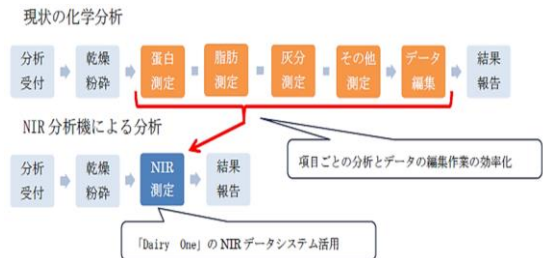 現状の化学分析
分析
受付
乾燥
粉砕
蛋白
測定
脂肪
測定
灰分
測定
その他
測定
データ
編集
結果
報告
NIR 分析機による分析
項目ごとの分析とデータの編集作業の効率化
分析
受付
乾燥
粉砕
NIR
測定
結果
報告
「Dairy One」の NIR データシステム活用